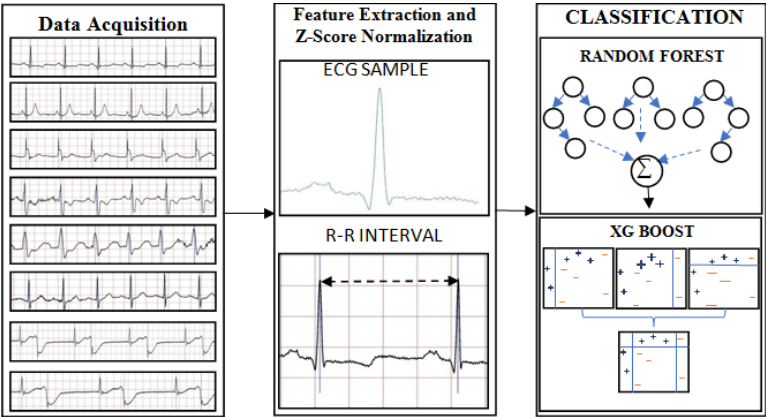 Data Acquisition
Feature Extraction and
Z-Score Normalization
ECG SAMPLE
R-R INTERVAL
CLASSIFICATION
RANDOM FOREST
Σ
XG BOOST